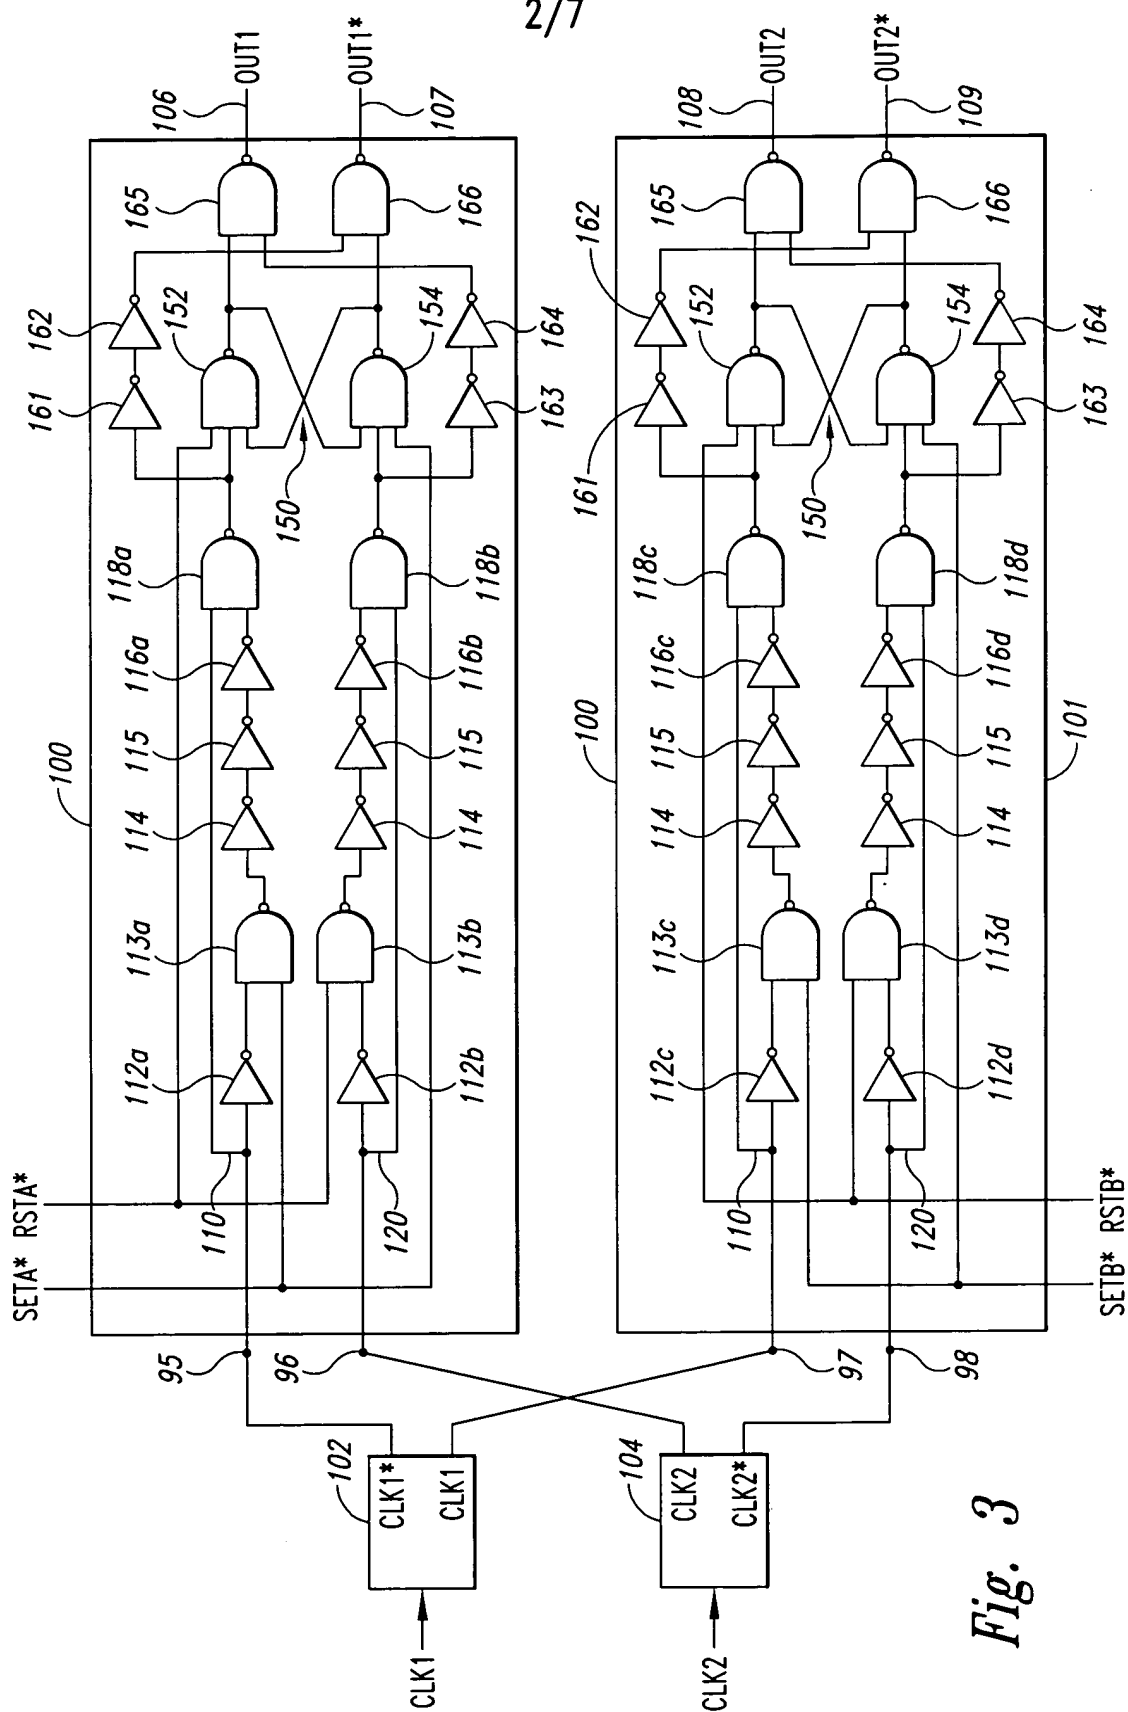 2/7
100
SETA*
RSTA*
95
96
110
120
112a
112b
113a
113b
114
114
115
115
116a
116b
118a
118b
150
161
162
152
154
163
164
165
166
106
107
OUT1
OUT1*
CLK1
102
CLK1*
CLK1
CLK2
104
CLK2
CLK2*
97
98
100
101
SETB*
RSTB*
110
120
112c
112d
113c
113d
114
114
115
115
116c
116d
118c
118d
150
161
162
152
154
163
164
165
166
108
109
OUT2
OUT2*
Fig. 3